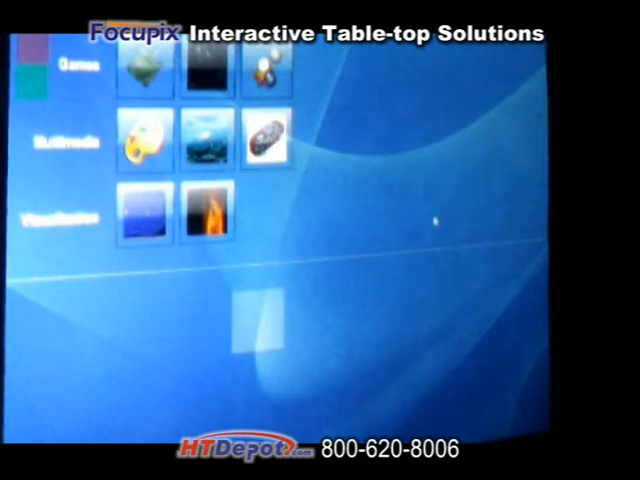 Focupix Interactive Table-top Solutions
Games
Multimedia
Visualization
HTDepot.com 800-620-8006